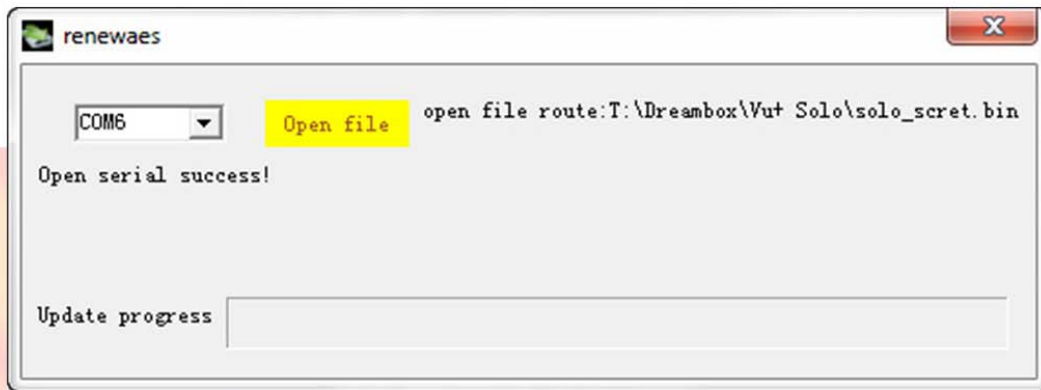 renewaes
COM6
Open file
open file route:T:\Dreambox\Vu+ Solo\solo_scret.bin
Open serial success!
Update progress